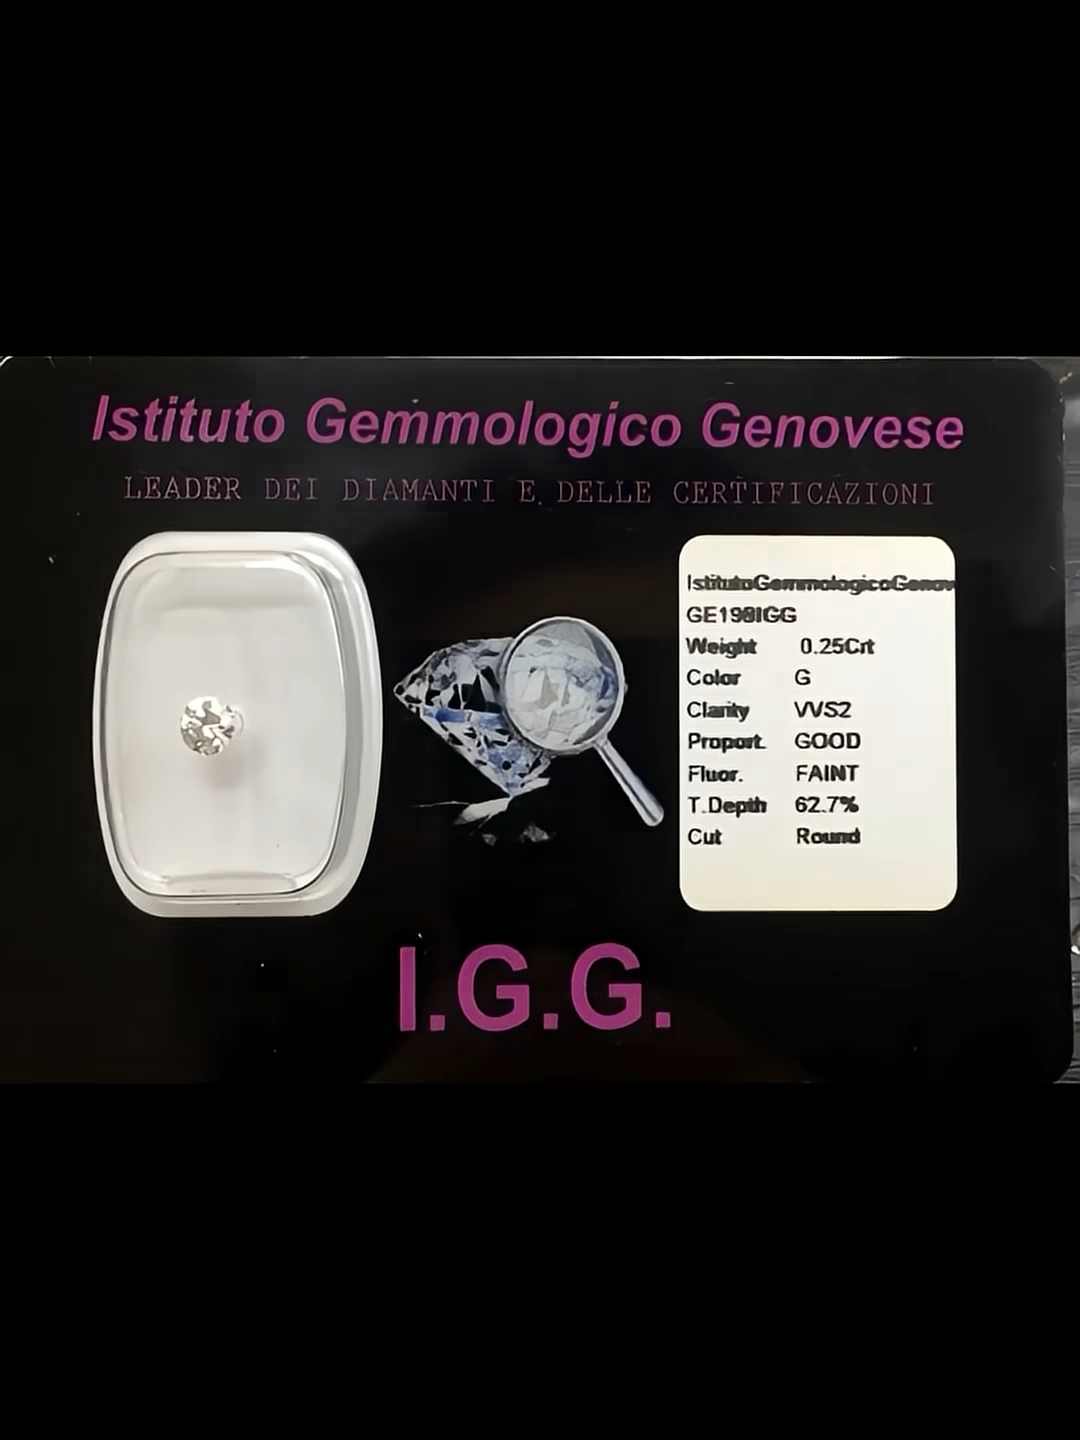 Istituto Gemmologico Genovese
LEADER DEI DIAMANTI E DELLE CERTIFICAZIONI
IstitutoGemmologicoGenov
GE198IGG
Weight 0.25Crt
Color G
Clarity VVS2
Proport. GOOD
Fluor. FAINT
T.Depth 62.7%
Cut Round
I.G.G.